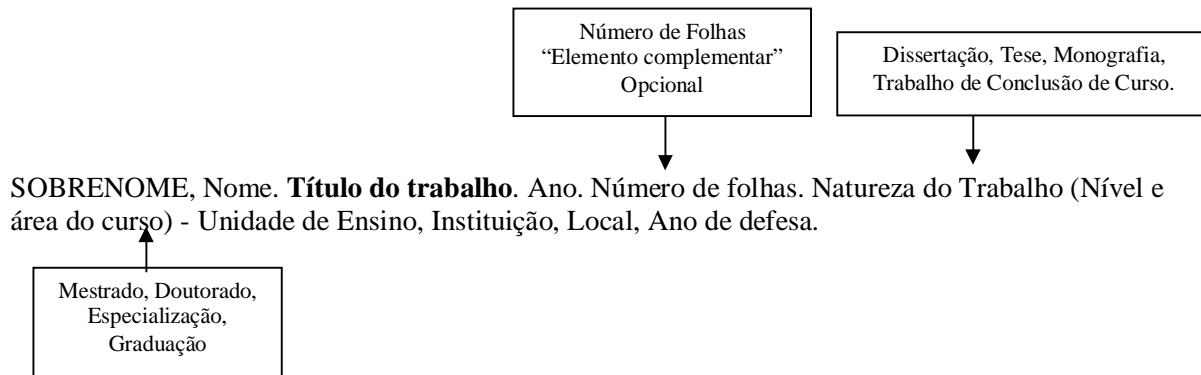 Número de Folhas
“Elemento complementar”
Opcional
Dissertação, Tese, Monografia,
Trabalho de Conclusão de Curso.
SOBRENOME, Nome. Título do trabalho. Ano. Número de folhas. Natureza do Trabalho (Nível e
área do curso) - Unidade de Ensino, Instituição, Local, Ano de defesa.
Mestrado, Doutorado,
Especialização,
Graduação